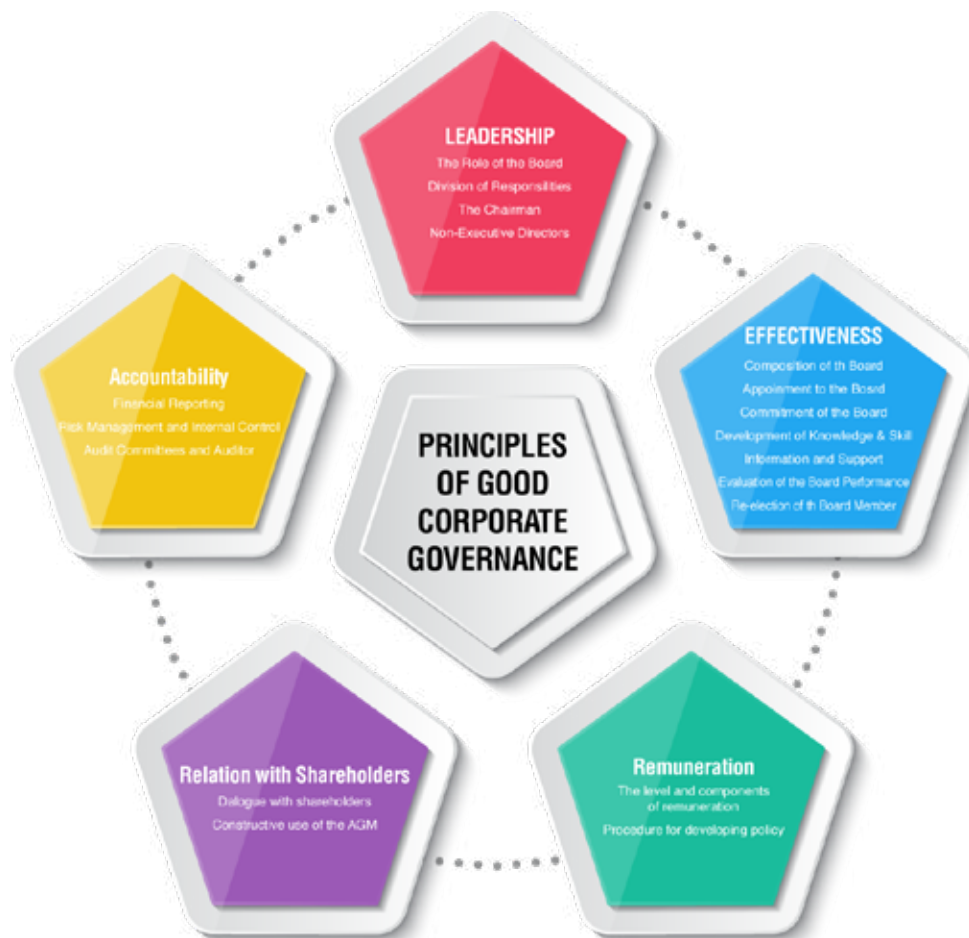 LEADERSHIP
The Role of the Board
Division of Responsilities
The Chairman
Non-Executive Directors
EFFECTIVENESS
Composition of th Board
Appoinment to the Board
Commitment of the Board
Development of Knowledge & Skill
Information and Support
Evaluation of the Board Performance
Re-election of th Board Member
Remuneration
The level and components
of remuneration
Procedure for developing policy
Relation with Shareholders
Dalogue with shareholders
Constructive use of the AGM
Accountability
Financial Reporting
Risk Management and Internal Control
Audit Committees and Auditor
PRINCIPLES
OF GOOD
CORPORATE
GOVERNANCE